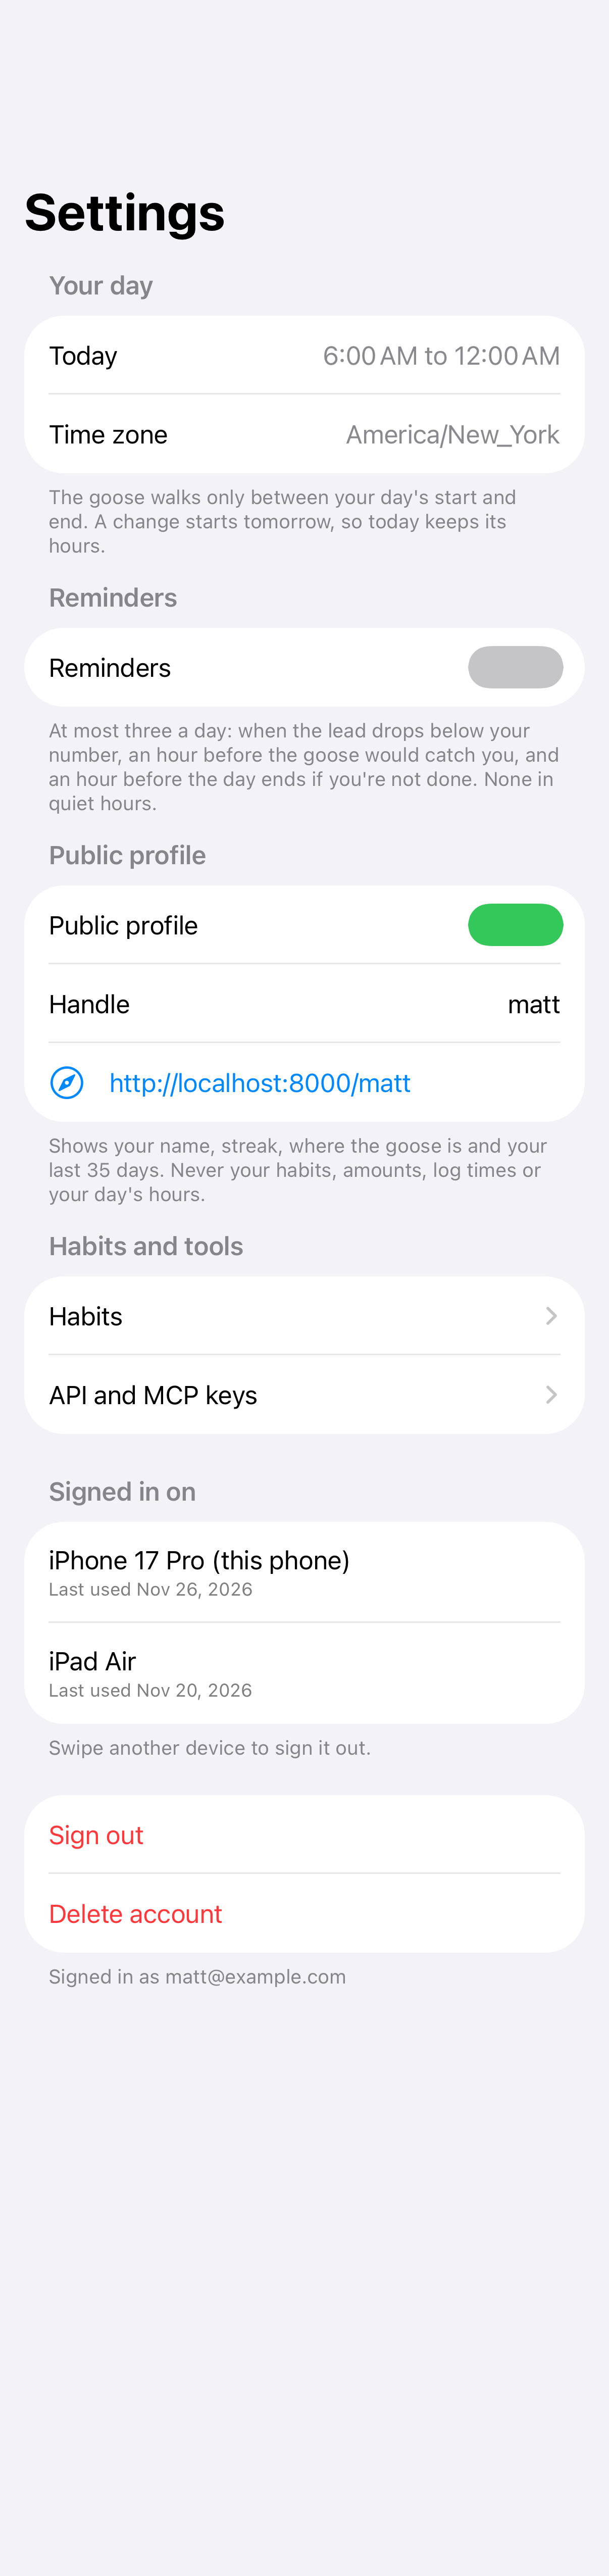 Settings
Your day
Today 6:00 AM to 12:00 AM
Time zone America/New_York
The goose walks only between your day's start and
end. A change starts tomorrow, so today keeps its
hours.
Reminders
Reminders
At most three a day: when the lead drops below your
number, an hour before the goose would catch you, and
an hour before the day ends if you're not done. None in
quiet hours.
Public profile
Public profile
Handle matt
http://localhost:8000/matt
Shows your name, streak, where the goose is and your
last 35 days. Never your habits, amounts, log times or
your day's hours.
Habits and tools
Habits
API and MCP keys
Signed in on
iPhone 17 Pro (this phone)
Last used Nov 26, 2026
iPad Air
Last used Nov 20, 2026
Swipe another device to sign it out.
Sign out
Delete account
Signed in as matt@example.com